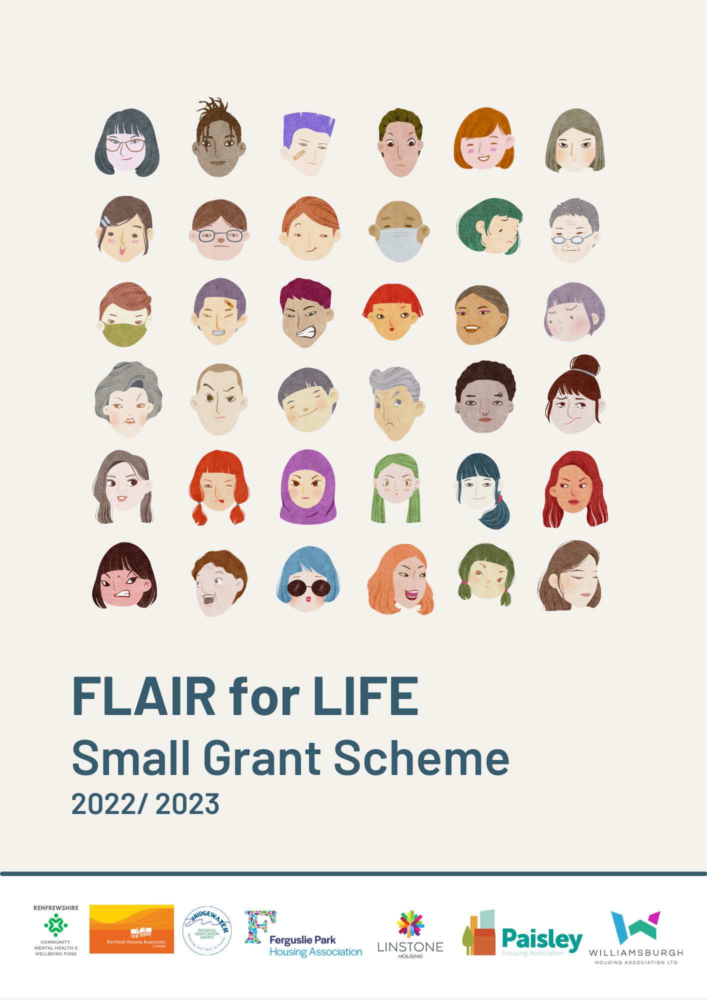 FLAIR for LIFE
Small Grant Scheme
2022/ 2023
RENFREWSHIRE
COMMUNITY
MENTAL HEALTH &
WELLBEING FUND
Barrhead Housing Association
Limited
BRIDGEWATER
HOUSING
ASSOCIATION
LIMITED
Making you feel at home
Ferguslie Park
Housing Association
LINSTONE
HOUSING
Paisley
Housing Association
WILLIAMSBURGH
HOUSING ASSOCIATION LTD